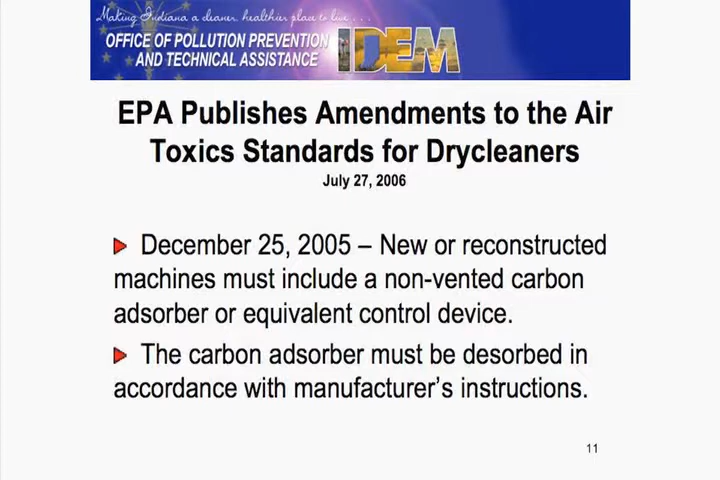 Making Indiana a cleaner, healthier place to live . . .
OFFICE OF POLLUTION PREVENTION
AND TECHNICAL ASSISTANCE
IDEM
EPA Publishes Amendments to the Air
Toxics Standards for Drycleaners
July 27, 2006
December 25, 2005 – New or reconstructed
machines must include a non-vented carbon
adsorber or equivalent control device.
The carbon adsorber must be desorbed in
accordance with manufacturer’s instructions.
11